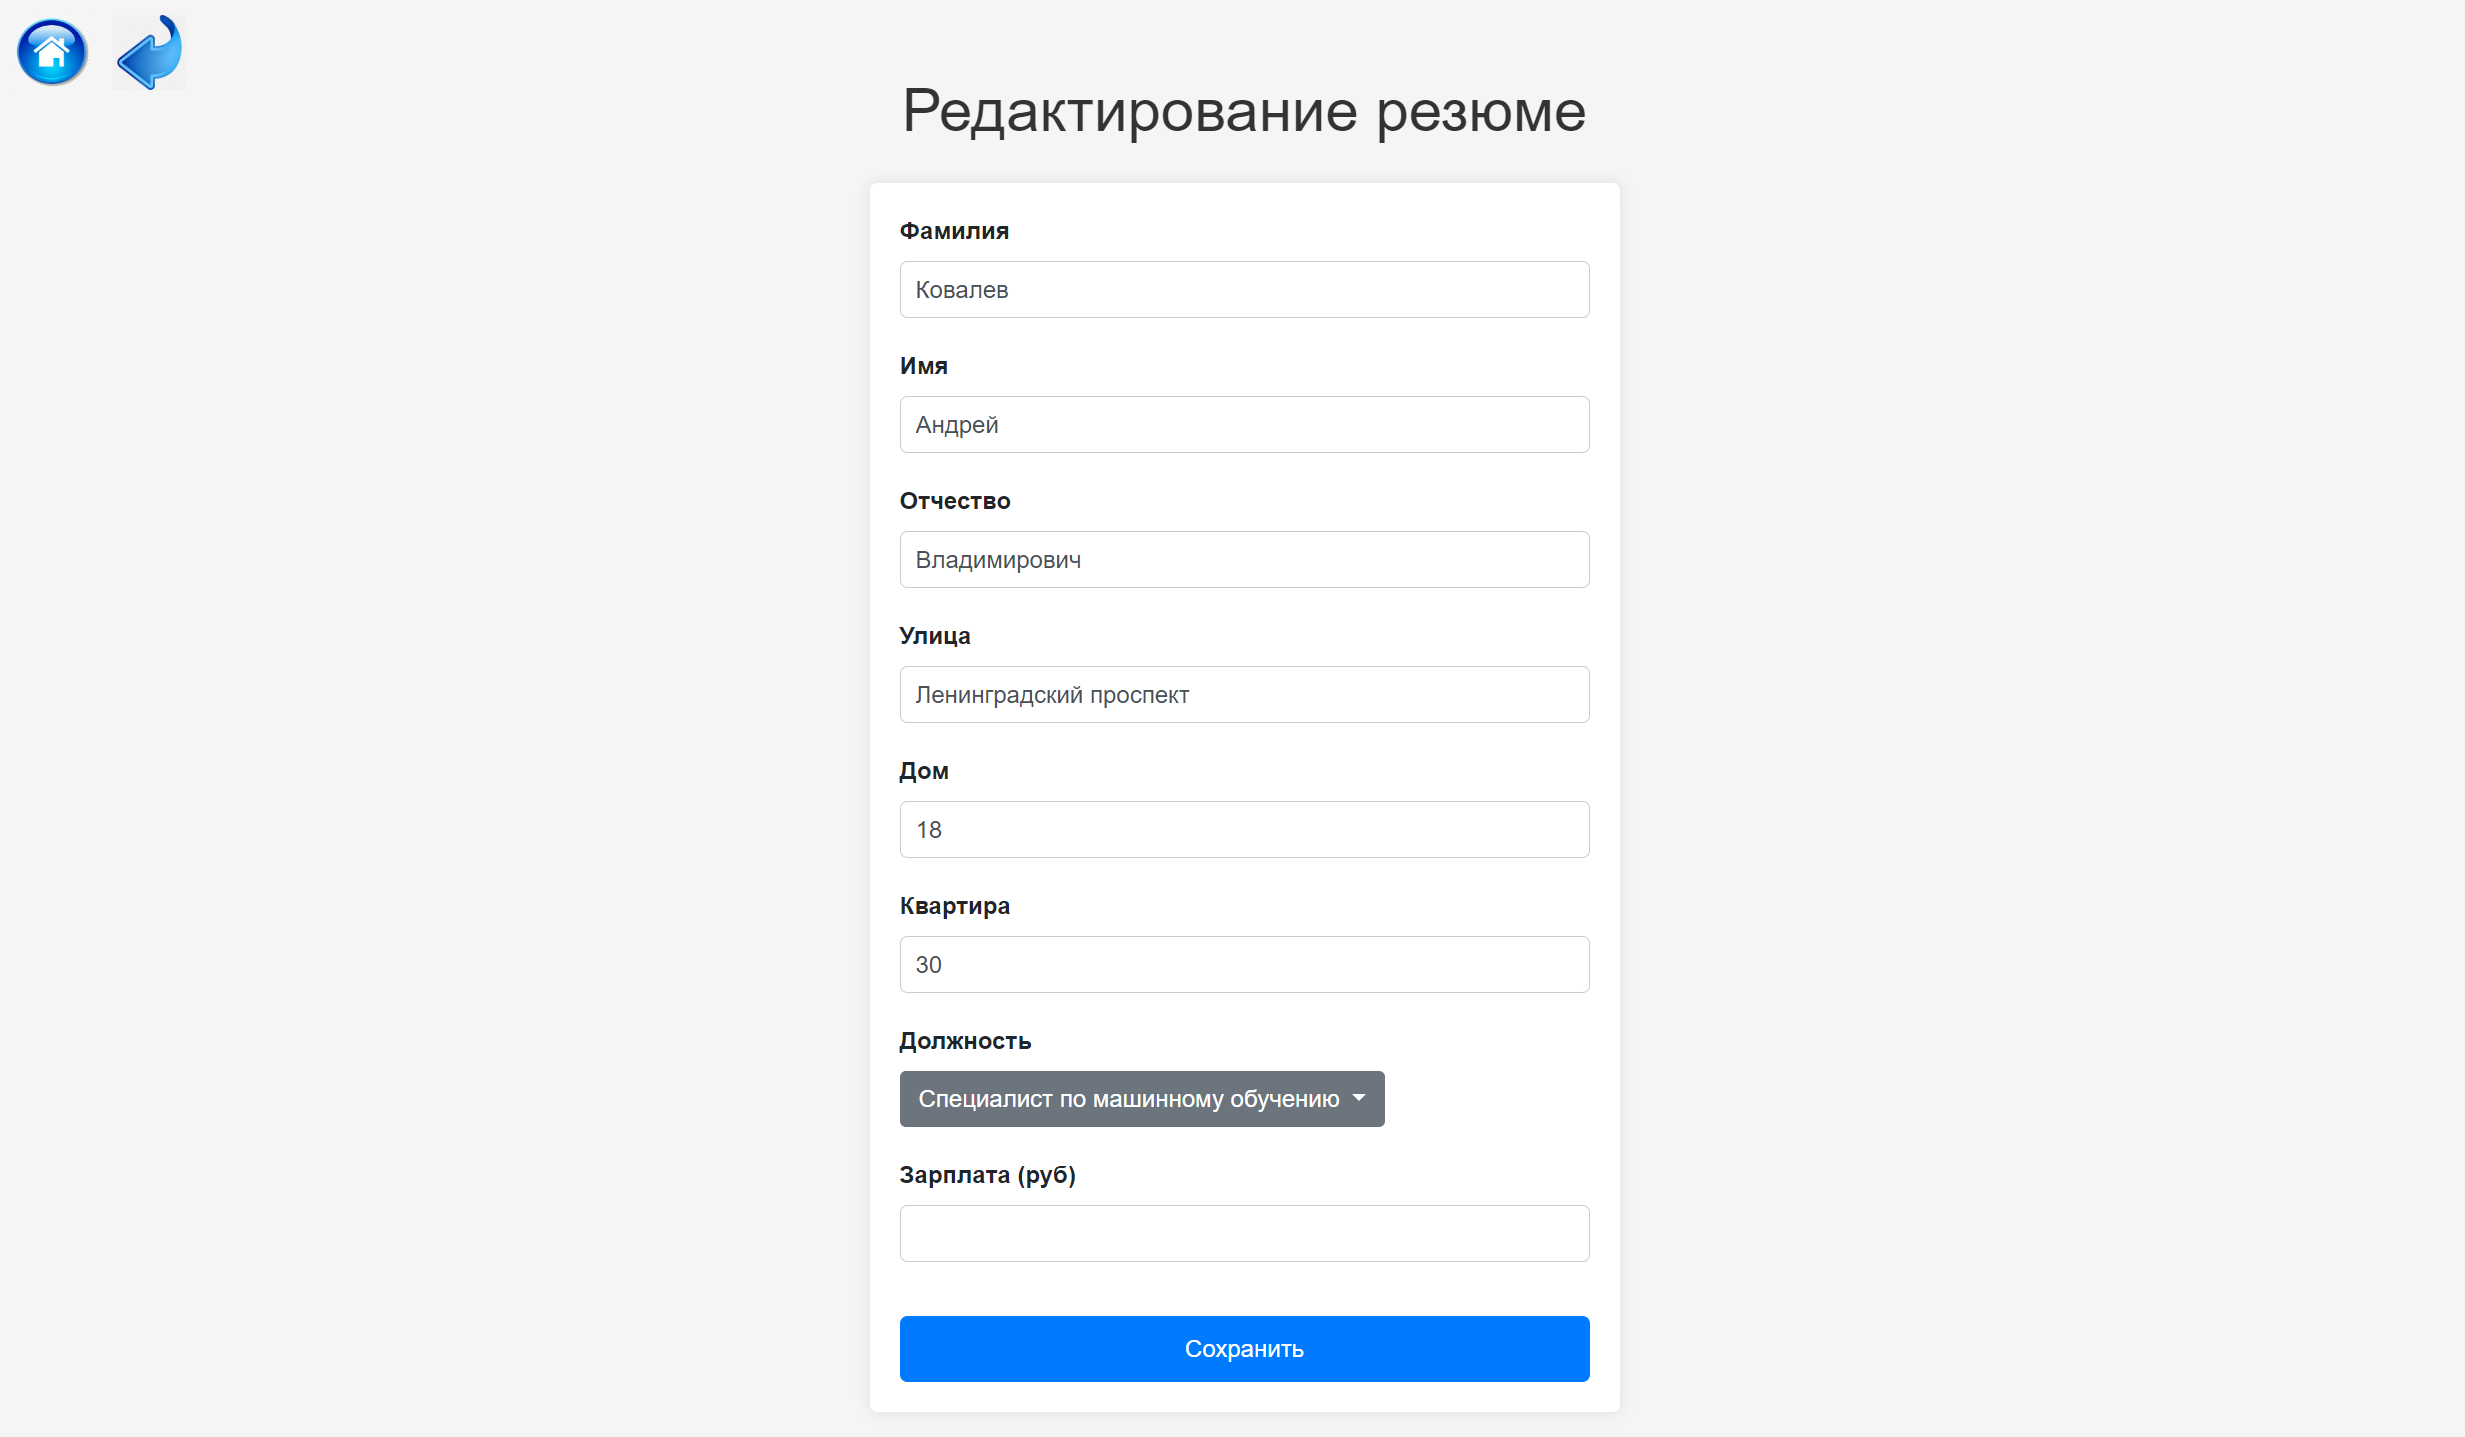 Редактирование резюме
Фамилия
Ковалев
Имя
Андрей
Отчество
Владимирович
Улица
Ленинградский проспект
Дом
18
Квартира
30
Должность
Специалист по машинному обучению
Зарплата (руб)
Сохранить